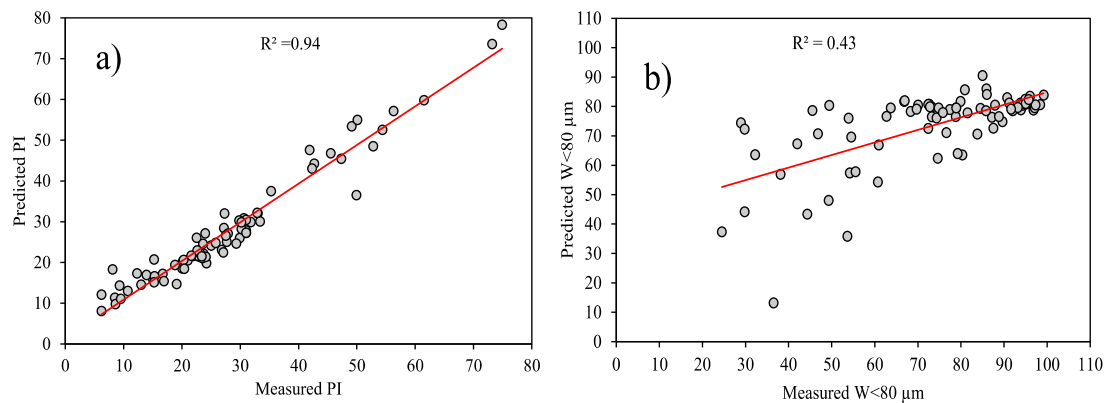 a)
R² =0.94
Predicted PI
80
70
60
50
40
30
20
10
0
0 10 20 30 40 50 60 70 80
Measured PI
b)
R² = 0.43
Predicted W<80 µm
110
100
90
80
70
60
50
40
30
20
10
0
0 10 20 30 40 50 60 70 80 90 100 110
Measured W<80 µm